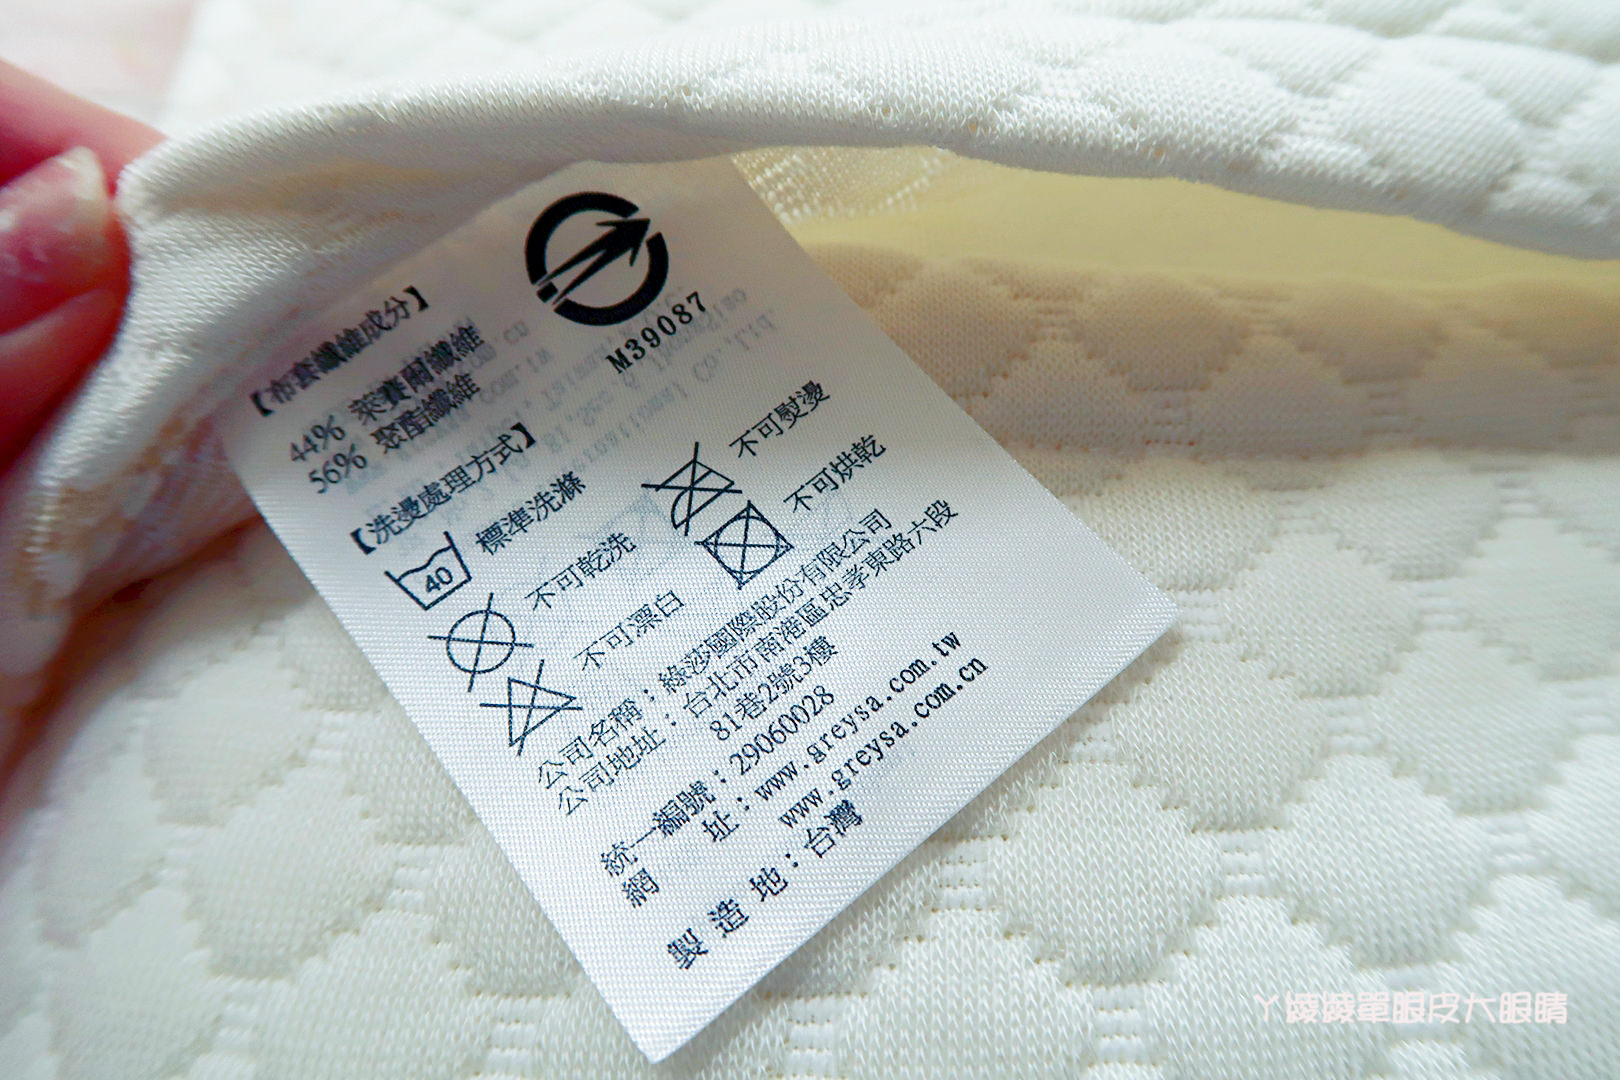 M39087
【布套纖維成分】
44% 萊賽爾纖維
56% 聚酯纖維
【洗燙處理方式】
40 標準洗滌
不可乾洗
不可漂白
不可熨燙
不可烘乾
公司名稱：綠莎國際股份有限公司
公司地址：台北市南港區忠孝東路六段
81巷2號3樓
統一編號：29060028
網 址：www.greysa.com.tw
www.greysa.com.cn
製 造 地：台灣
ㄚ綾綾單眼皮大眼睛